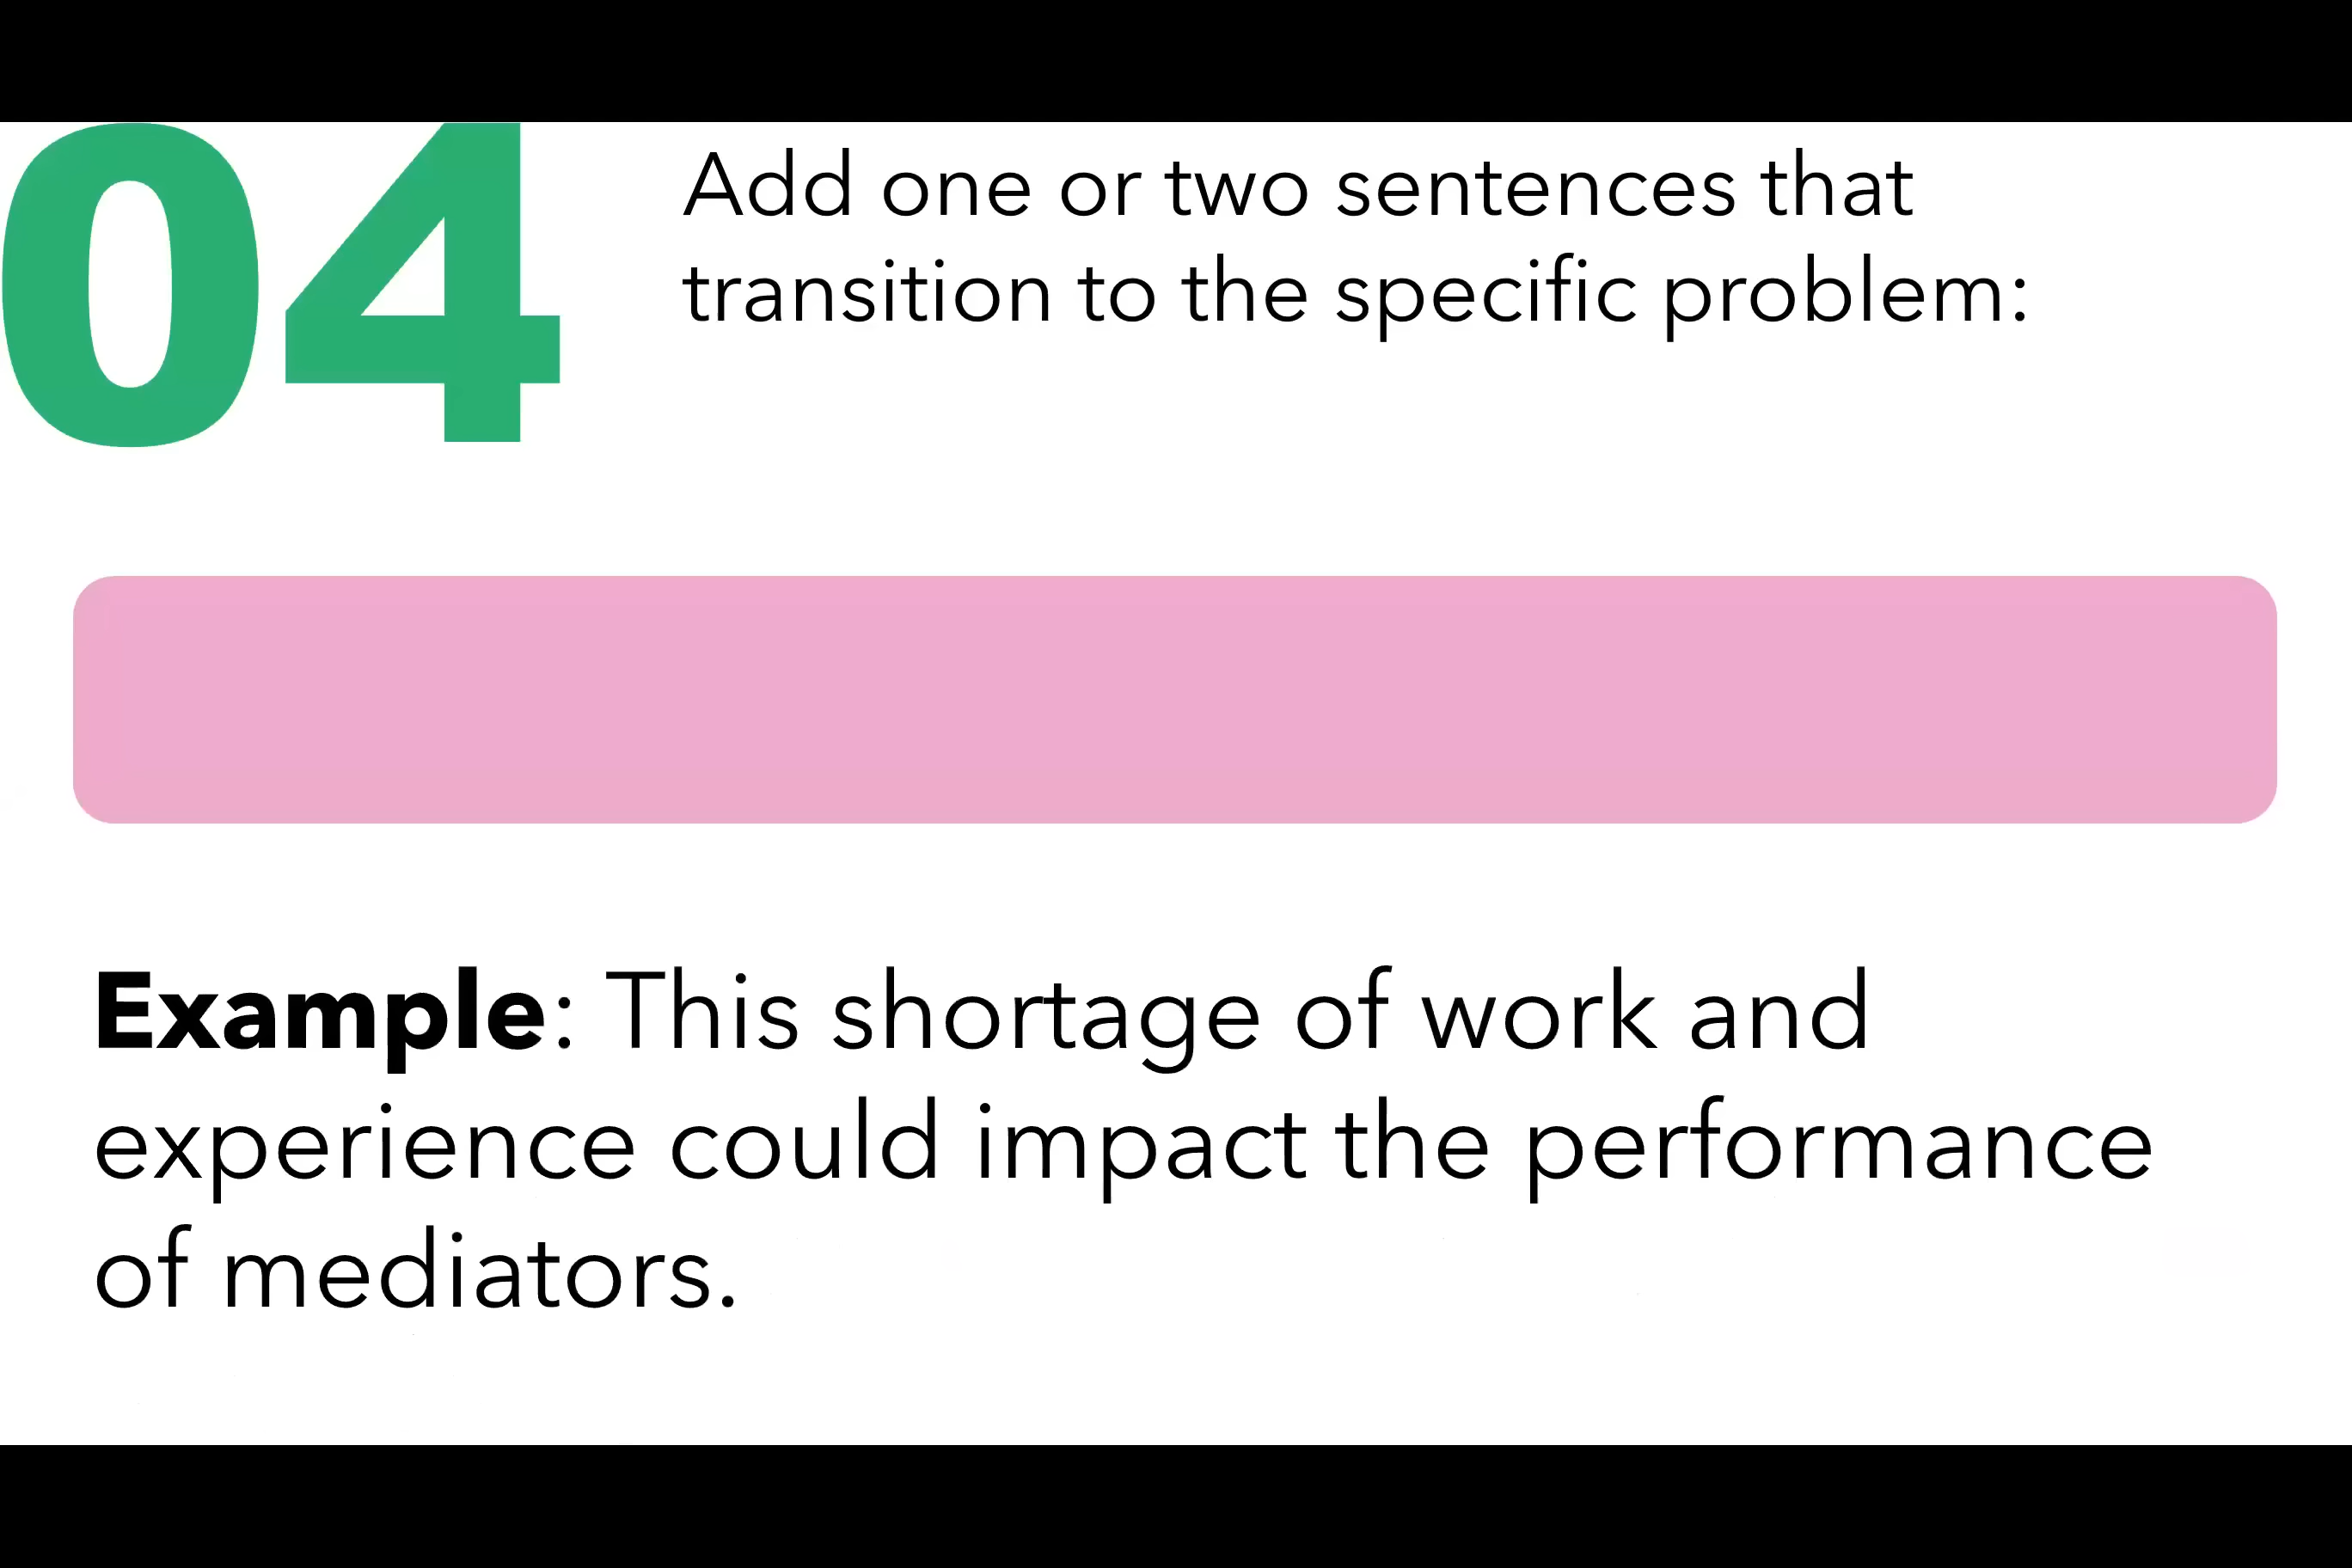 04
Add one or two sentences that
transition to the specific problem:
Example: This shortage of work and
experience could impact the performance
of mediators.